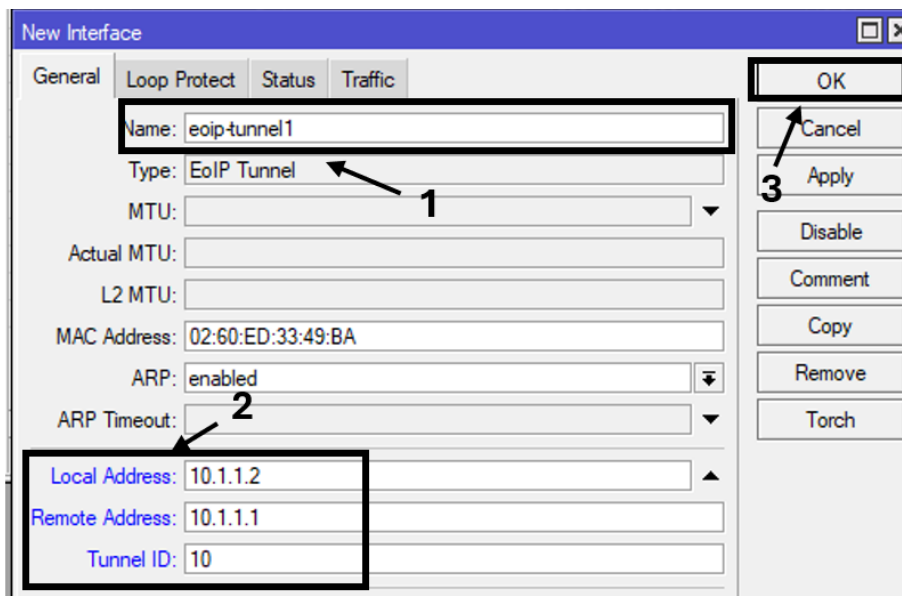 New Interface
General Loop Protect Status Traffic
Name: eoip-tunnel1
Type: EoIP Tunnel
1
MTU:
Actual MTU:
L2 MTU:
MAC Address: 02:60:ED:33:49:BA
ARP: enabled
ARP Timeout:
2
Local Address: 10.1.1.2
Remote Address: 10.1.1.1
Tunnel ID: 10
OK
Cancel
3
Apply
Disable
Comment
Copy
Remove
Torch